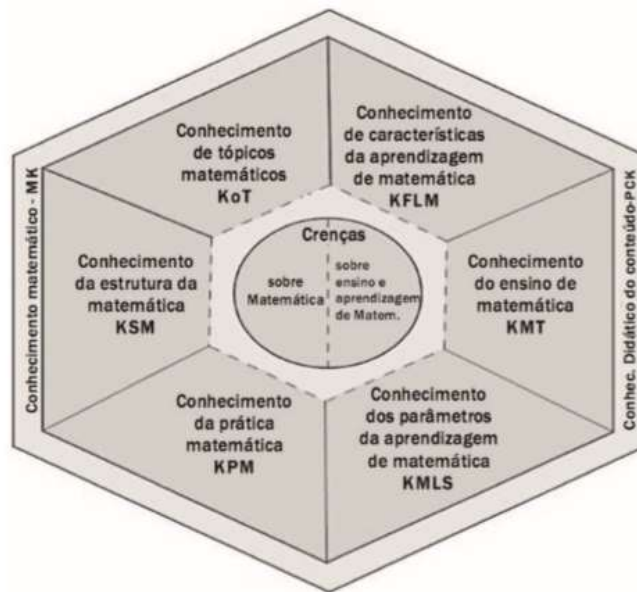 Conhecimento
de tópicos
matemáticos
KoT
Conhecimento
de características
da aprendizagem
de matemática
KFLM
Conhecimento matemático - MK
Conhecimento
da estrutura da
matemática
KSM
Crenças
sobre
Matemática
sobre
ensino e
aprendizagem
de Matem.
Conhecimento
do ensino de
matemática
KMT
Conhec. Didático do conteúdo-PCK
Conhecimento
da prática
matemática
KPM
Conhecimento
dos parâmetros
da aprendizagem
de matemática
KMLS